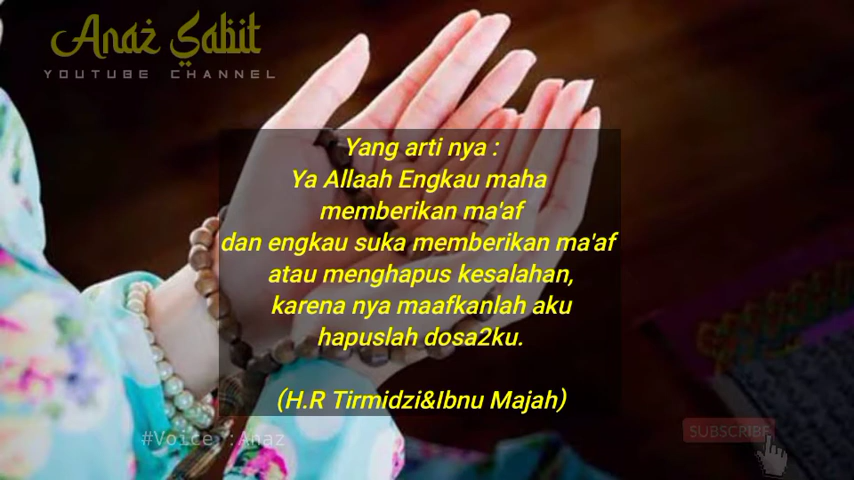 Anaz Sabit
YOUTUBE CHANNEL
Yang arti nya :
Ya Allaah Engkau maha
memberikan ma'af
dan engkau suka memberikan ma'af
atau menghapus kesalahan,
karena nya maafkanlah aku
hapuslah dosa2ku.
(H.R Tirmidzi&Ibnu Majah)
#Voice :Anaz
SUBSCRIBE